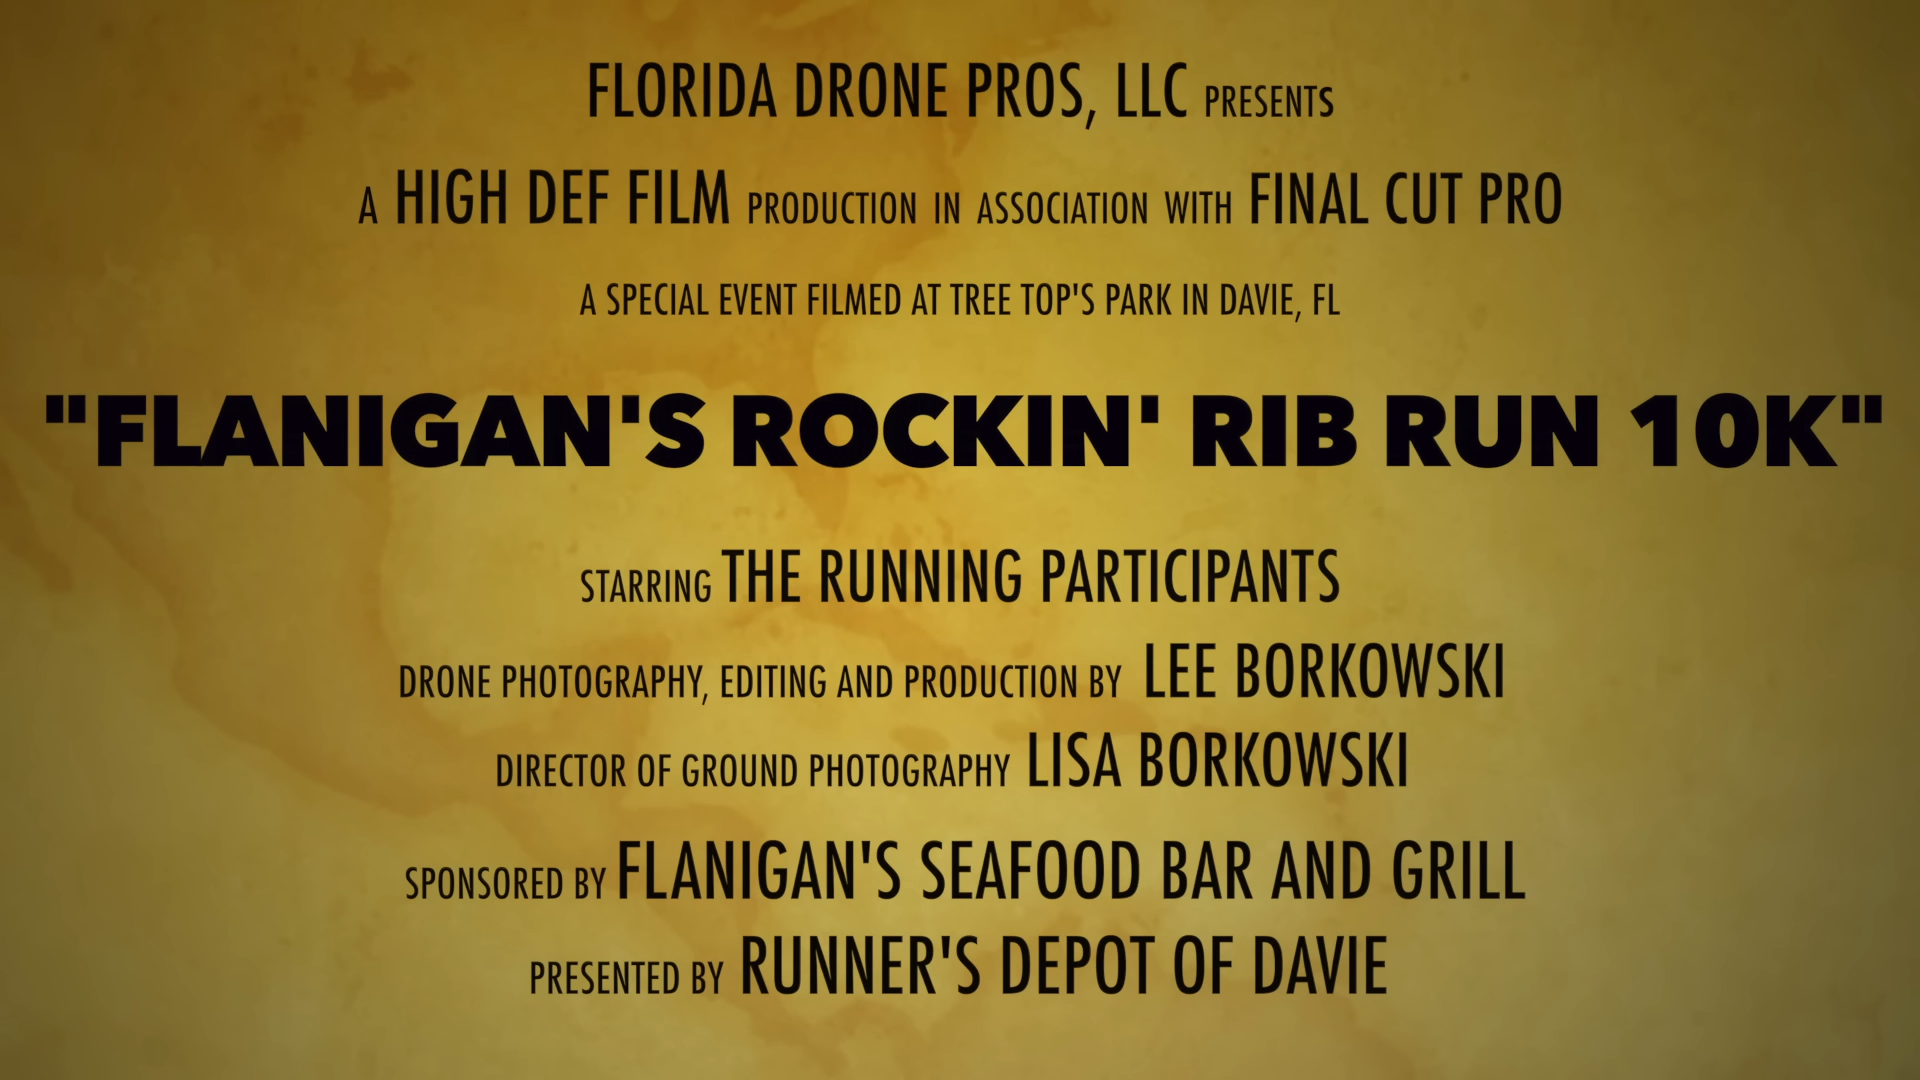 FLORIDA DRONE PROS, LLC PRESENTS
A HIGH DEF FILM PRODUCTION IN ASSOCIATION WITH FINAL CUT PRO
A SPECIAL EVENT FILMED AT TREE TOP'S PARK IN DAVIE, FL
"FLANIGAN'S ROCKIN' RIB RUN 10K"
STARRING THE RUNNING PARTICIPANTS
DRONE PHOTOGRAPHY, EDITING AND PRODUCTION BY LEE BORKOWSKI
DIRECTOR OF GROUND PHOTOGRAPHY LISA BORKOWSKI
SPONSORED BY FLANIGAN'S SEAFOOD BAR AND GRILL
PRESENTED BY RUNNER'S DEPOT OF DAVIE